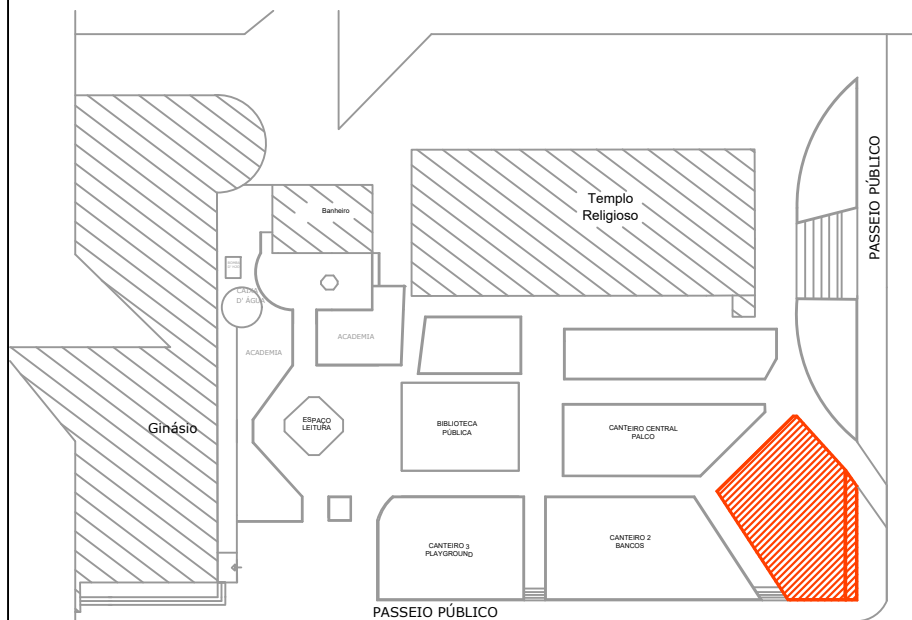 Templo
Religioso
PASSEIO PÚBLICO
Banheiro
CAIXA
D' ÁGUA
ACADEMIA
ACADEMIA
ESPAÇO
LEITURA
BIBLIOTECA
PÚBLICA
CANTEIRO CENTRAL
PALCO
Ginásio
CANTEIRO 3
PLAYGROUND
CANTEIRO 2
BANCOS
PASSEIO PÚBLICO